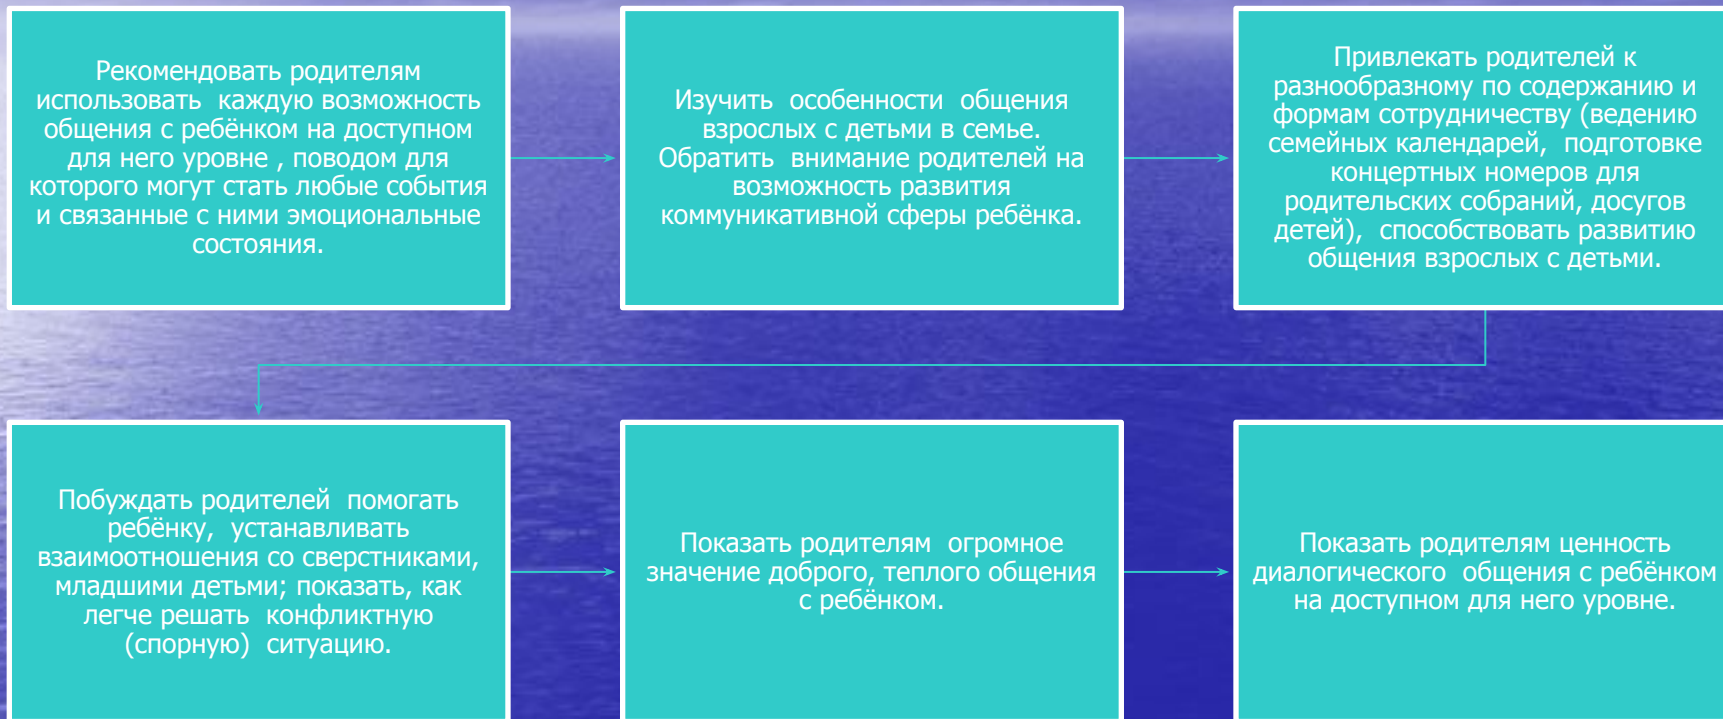 Рекомендовать родителям
использовать каждую возможность
общения с ребёнком на доступном
для него уровне , поводом для
которого могут стать любые события
и связанные с ними эмоциональные
состояния.
Изучить особенности общения
взрослых с детьми в семье.
Обратить внимание родителей на
возможность развития
коммуникативной сферы ребёнка.
Привлекать родителей к
разнообразному по содержанию и
формам сотрудничеству (ведению
семейных календарей, подготовке
концертных номеров для
родительских собраний, досугов
детей), способствовать развитию
общения взрослых с детьми.
Побуждать родителей помогать
ребёнку, устанавливать
взаимоотношения со сверстниками,
младшими детьми; показать, как
легче решать конфликтную
(спорную) ситуацию.
Показать родителям огромное
значение доброго, теплого общения
с ребёнком.
Показать родителям ценность
диалогического общения с ребёнком
на доступном для него уровне.